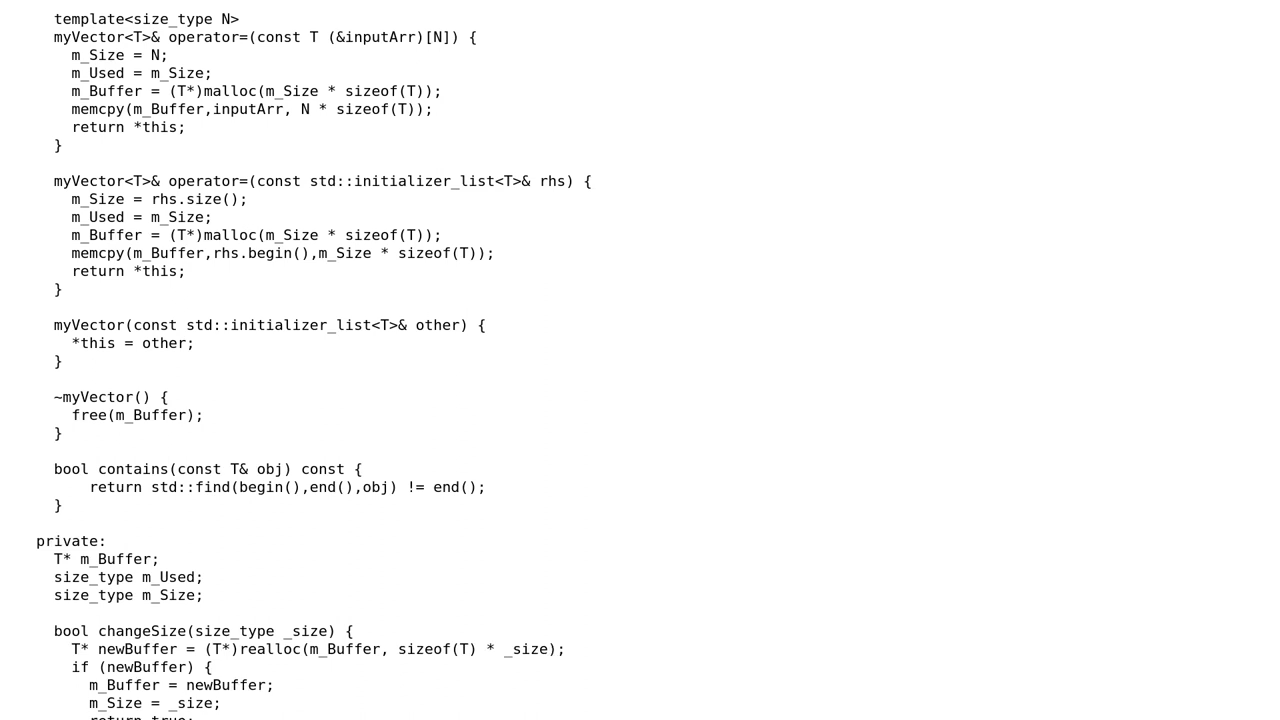 template<size_type N>
myVector<T>& operator=(const T (&inputArr)[N]) {
m_Size = N;
m_Used = m_Size;
m_Buffer = (T*)malloc(m_Size * sizeof(T));
memcpy(m_Buffer,inputArr, N * sizeof(T));
return *this;
}
myVector<T>& operator=(const std::initializer_list<T>& rhs) {
m_Size = rhs.size();
m_Used = m_Size;
m_Buffer = (T*)malloc(m_Size * sizeof(T));
memcpy(m_Buffer,rhs.begin(),m_Size * sizeof(T));
return *this;
}
myVector(const std::initializer_list<T>& other) {
*this = other;
}
~myVector() {
free(m_Buffer);
}
bool contains(const T& obj) const {
return std::find(begin(),end(),obj) != end();
}
private:
T* m_Buffer;
size_type m_Used;
size_type m_Size;
bool changeSize(size_type _size) {
T* newBuffer = (T*)realloc(m_Buffer, sizeof(T) * _size);
if (newBuffer) {
m_Buffer = newBuffer;
m_Size = _size;
return true;